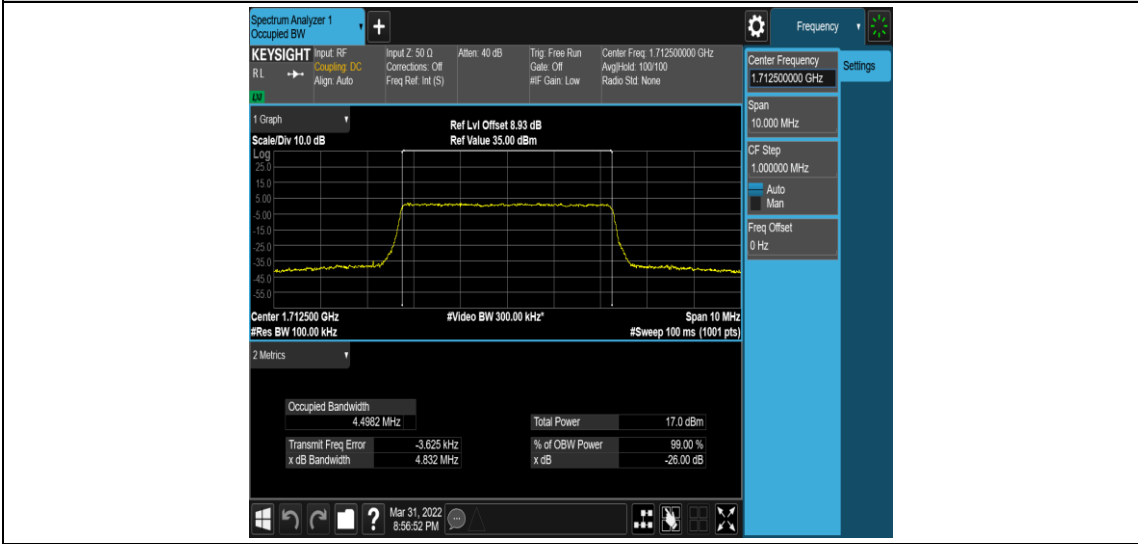 Spectrum Analyzer 1
Occupied BW
+
Frequency
KEYSIGHT
RL
Input: RF
Coupling: DC
Align: Auto
Input Z: 50 Ω
Corrections: Off
Freq Ref: Int (S)
Atten: 40 dB
Trig: Free Run
Gate: Off
#IF Gain: Low
Center Freq: 1.712500000 GHz
Avg|Hold: 100/100
Radio Std: None
Center Frequency
1.712500000 GHz
Settings
Span
10.000 MHz
CF Step
1.000000 MHz
Auto
Man
Freq Offset
0 Hz
1 Graph
Scale/Div 10.0 dB
Ref Lvl Offset 8.93 dB
Ref Value 35.00 dBm
Log
25.0
15.0
5.00
-5.00
-15.0
-25.0
-35.0
-45.0
-55.0
Center 1.712500 GHz
#Video BW 300.00 kHz*
Span 10 MHz
#Res BW 100.00 kHz
#Sweep 100 ms (1001 pts)
2 Metrics
Occupied Bandwidth
4.4982 MHz
Total Power 17.0 dBm
Transmit Freq Error -3.625 kHz
% of OBW Power 99.00 %
x dB Bandwidth 4.832 MHz
x dB -26.00 dB
?
Mar 31, 2022
8:56:52 PM